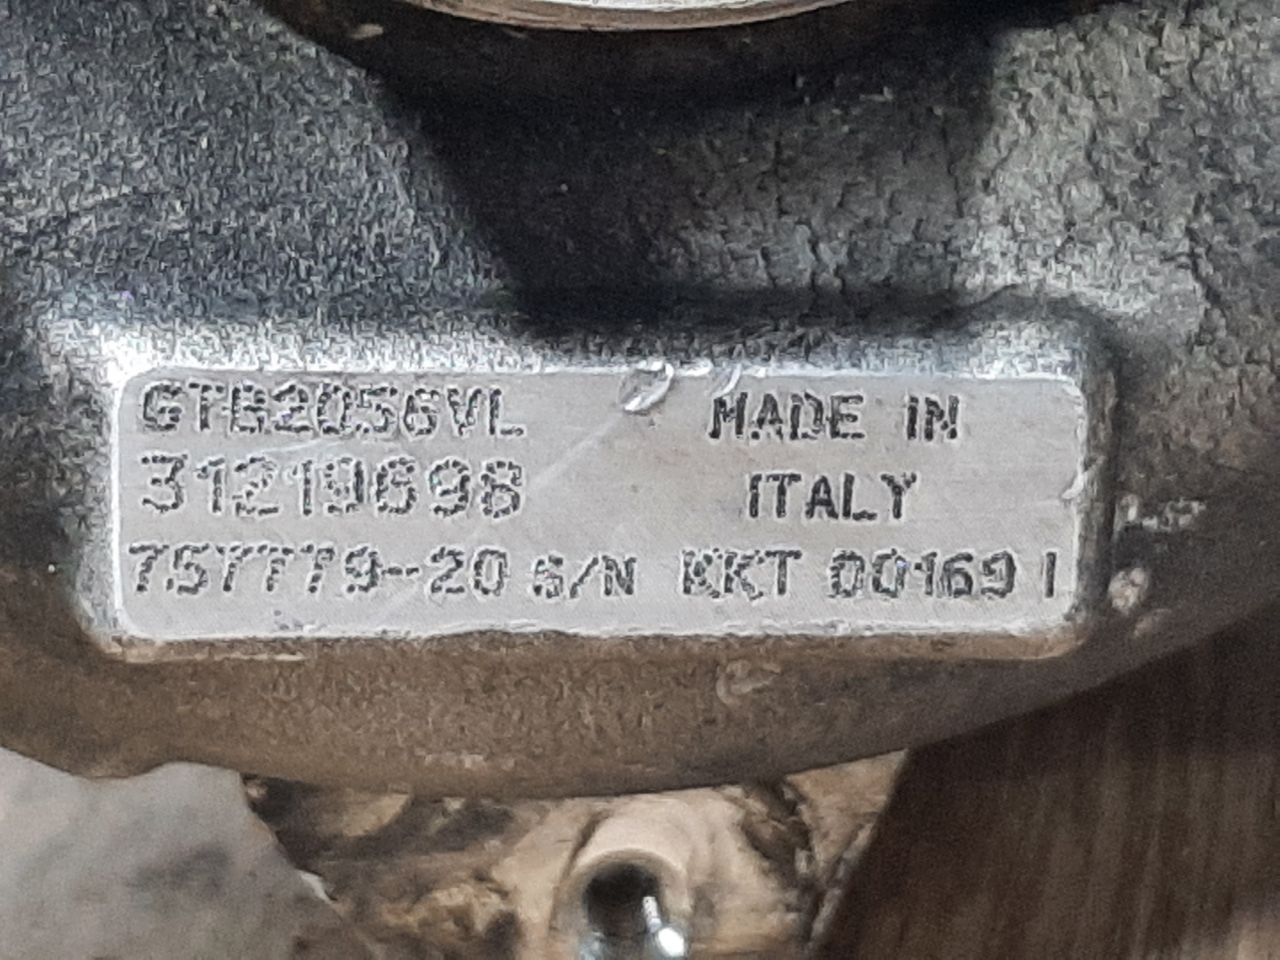 GTB2056VL MADE IN
31219698 ITALY
757779-20 S/N KKT 00169 I